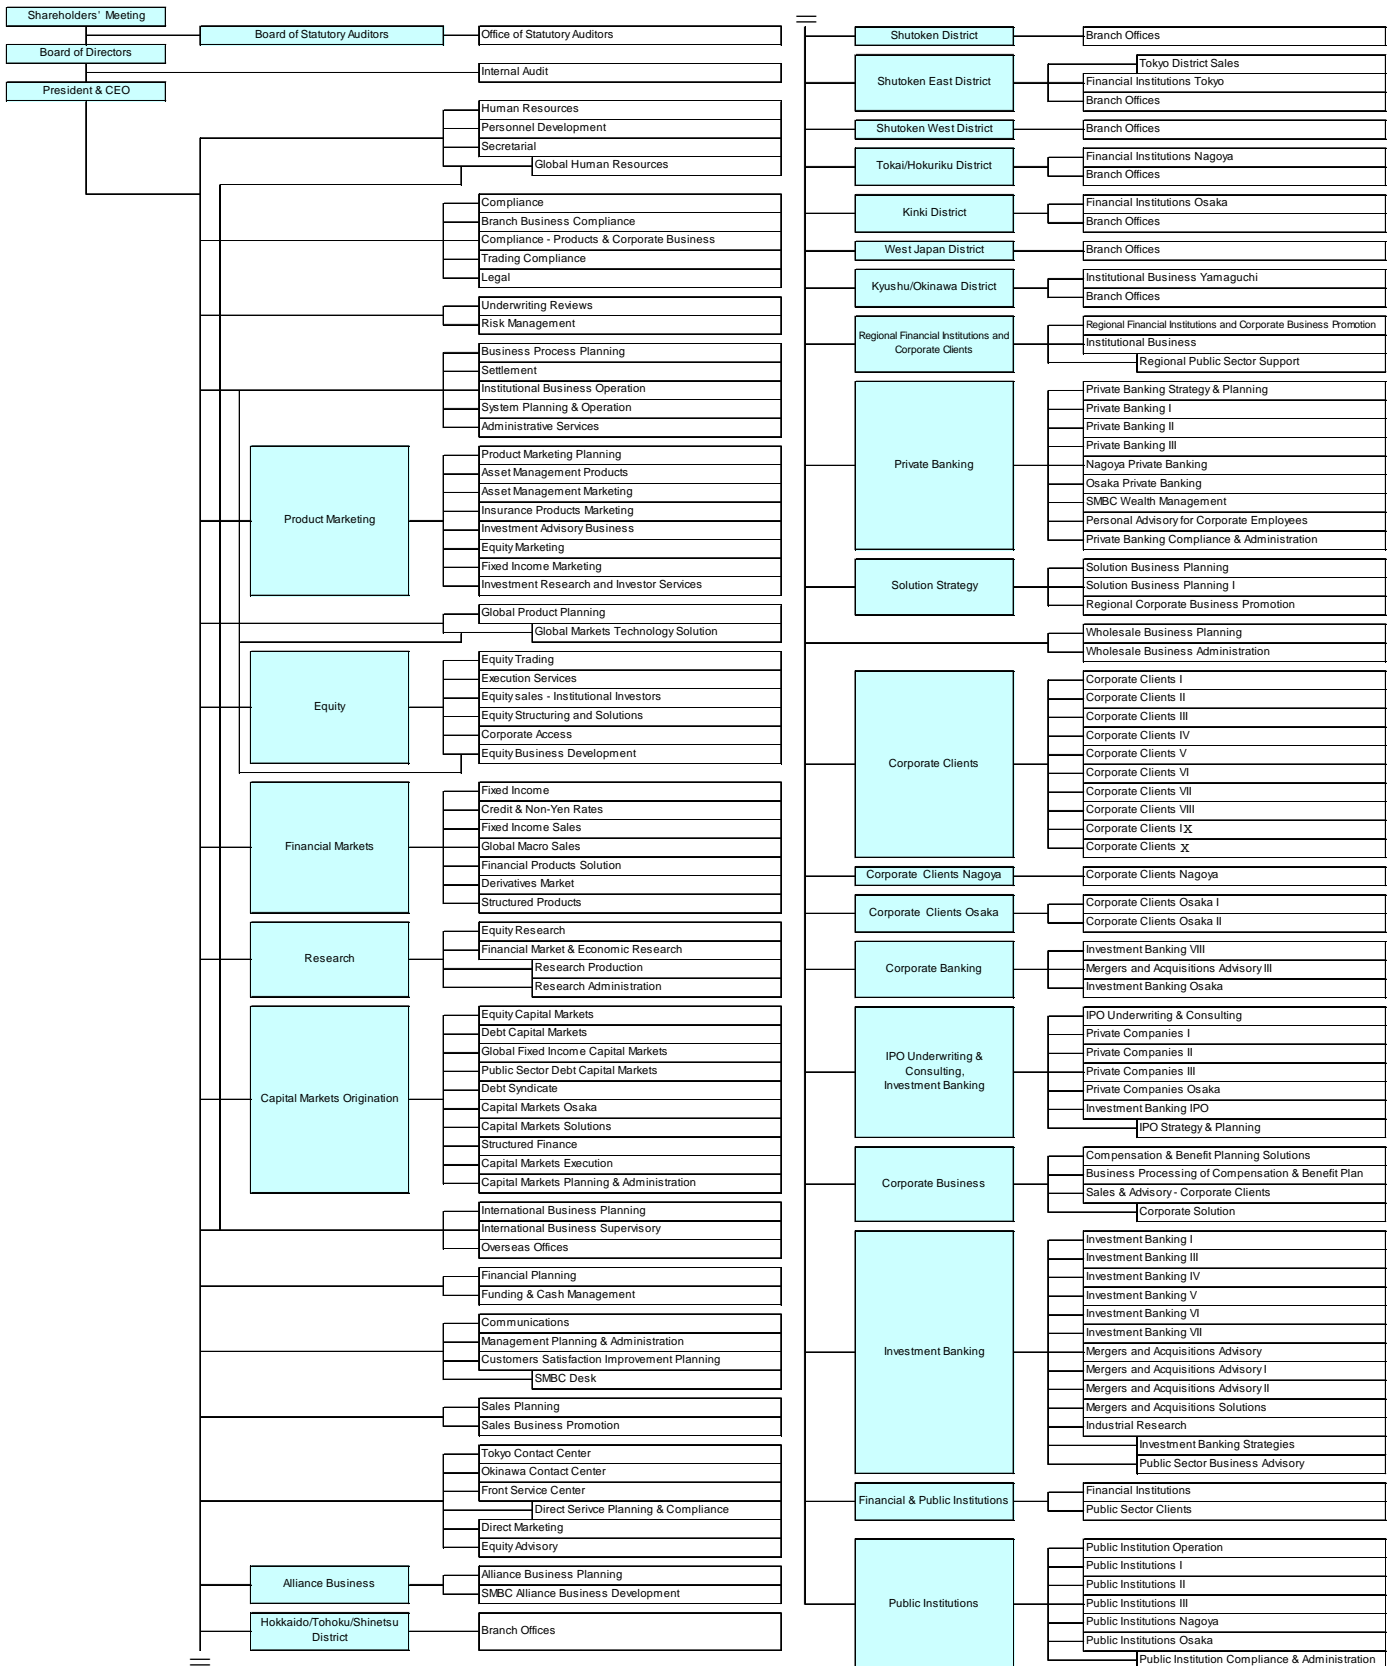 Shareholders' Meeting
Board of Statutory Auditors
Office of Statutory Auditors
Board of Directors
Internal Audit
President & CEO
Human Resources
Personnel Development
Secretarial
Global Human Resources
Compliance
Branch Business Compliance
Compliance - Products & Corporate Business
Trading Compliance
Legal
Underwriting Reviews
Risk Management
Business Process Planning
Settlement
Institutional Business Operation
System Planning & Operation
Administrative Services
Product Marketing
Product Marketing Planning
Asset Management Products
Asset Management Marketing
Insurance Products Marketing
Investment Advisory Business
Equity Marketing
Fixed Income Marketing
Investment Research and Investor Services
Global Product Planning
Global Markets Technology Solution
Equity
Equity Trading
Execution Services
Equity sales - Institutional Investors
Equity Structuring and Solutions
Corporate Access
Equity Business Development
Financial Markets
Fixed Income
Credit & Non-Yen Rates
Fixed Income Sales
Global Macro Sales
Financial Products Solution
Derivatives Market
Structured Products
Research
Equity Research
Financial Market & Economic Research
Research Production
Research Administration
Capital Markets Origination
Equity Capital Markets
Debt Capital Markets
Global Fixed Income Capital Markets
Public Sector Debt Capital Markets
Debt Syndicate
Capital Markets Osaka
Capital Markets Solutions
Structured Finance
Capital Markets Execution
Capital Markets Planning & Administration
International Business Planning
International Business Supervisory
Overseas Offices
Financial Planning
Funding & Cash Management
Communications
Management Planning & Administration
Customers Satisfaction Improvement Planning
SMBC Desk
Sales Planning
Sales Business Promotion
Tokyo Contact Center
Okinawa Contact Center
Front Service Center
Direct Serivce Planning & Compliance
Direct Marketing
Equity Advisory
Alliance Business
Alliance Business Planning
SMBC Alliance Business Development
Hokkaido/Tohoku/Shinetsu
District
Branch Offices
Shutoken District
Branch Offices
Shutoken East District
Tokyo District Sales
Financial Institutions Tokyo
Branch Offices
Shutoken West District
Branch Offices
Tokai/Hokuriku District
Financial Institutions Nagoya
Branch Offices
Kinki District
Financial Institutions Osaka
Branch Offices
West Japan District
Branch Offices
Kyushu/Okinawa District
Institutional Business Yamaguchi
Branch Offices
Regional Financial Institutions and
Corporate Clients
Regional Financial Institutions and Corporate Business Promotion
Institutional Business
Regional Public Sector Support
Private Banking
Private Banking Strategy & Planning
Private Banking I
Private Banking II
Private Banking III
Nagoya Private Banking
Osaka Private Banking
SMBC Wealth Management
Personal Advisory for Corporate Employees
Private Banking Compliance & Administration
Solution Strategy
Solution Business Planning
Solution Business Planning I
Regional Corporate Business Promotion
Wholesale Business Planning
Wholesale Business Administration
Corporate Clients
Corporate Clients I
Corporate Clients II
Corporate Clients III
Corporate Clients IV
Corporate Clients V
Corporate Clients VI
Corporate Clients VII
Corporate Clients VIII
Corporate Clients IX
Corporate Clients X
Corporate Clients Nagoya
Corporate Clients Nagoya
Corporate Clients Osaka
Corporate Clients Osaka I
Corporate Clients Osaka II
Corporate Banking
Investment Banking VIII
Mergers and Acquisitions Advisory III
Investment Banking Osaka
IPO Underwriting &
Consulting,
Investment Banking
IPO Underwriting & Consulting
Private Companies I
Private Companies II
Private Companies III
Private Companies Osaka
Investment Banking IPO
IPO Strategy & Planning
Corporate Business
Compensation & Benefit Planning Solutions
Business Processing of Compensation & Benefit Plan
Sales & Advisory - Corporate Clients
Corporate Solution
Investment Banking
Investment Banking I
Investment Banking III
Investment Banking IV
Investment Banking V
Investment Banking VI
Investment Banking VII
Mergers and Acquisitions Advisory
Mergers and Acquisitions Advisory I
Mergers and Acquisitions Advisory II
Mergers and Acquisitions Solutions
Industrial Research
Investment Banking Strategies
Public Sector Business Advisory
Financial & Public Institutions
Financial Institutions
Public Sector Clients
Public Institutions
Public Institution Operation
Public Institutions I
Public Institutions II
Public Institutions III
Public Institutions Nagoya
Public Institutions Osaka
Public Institution Compliance & Administration